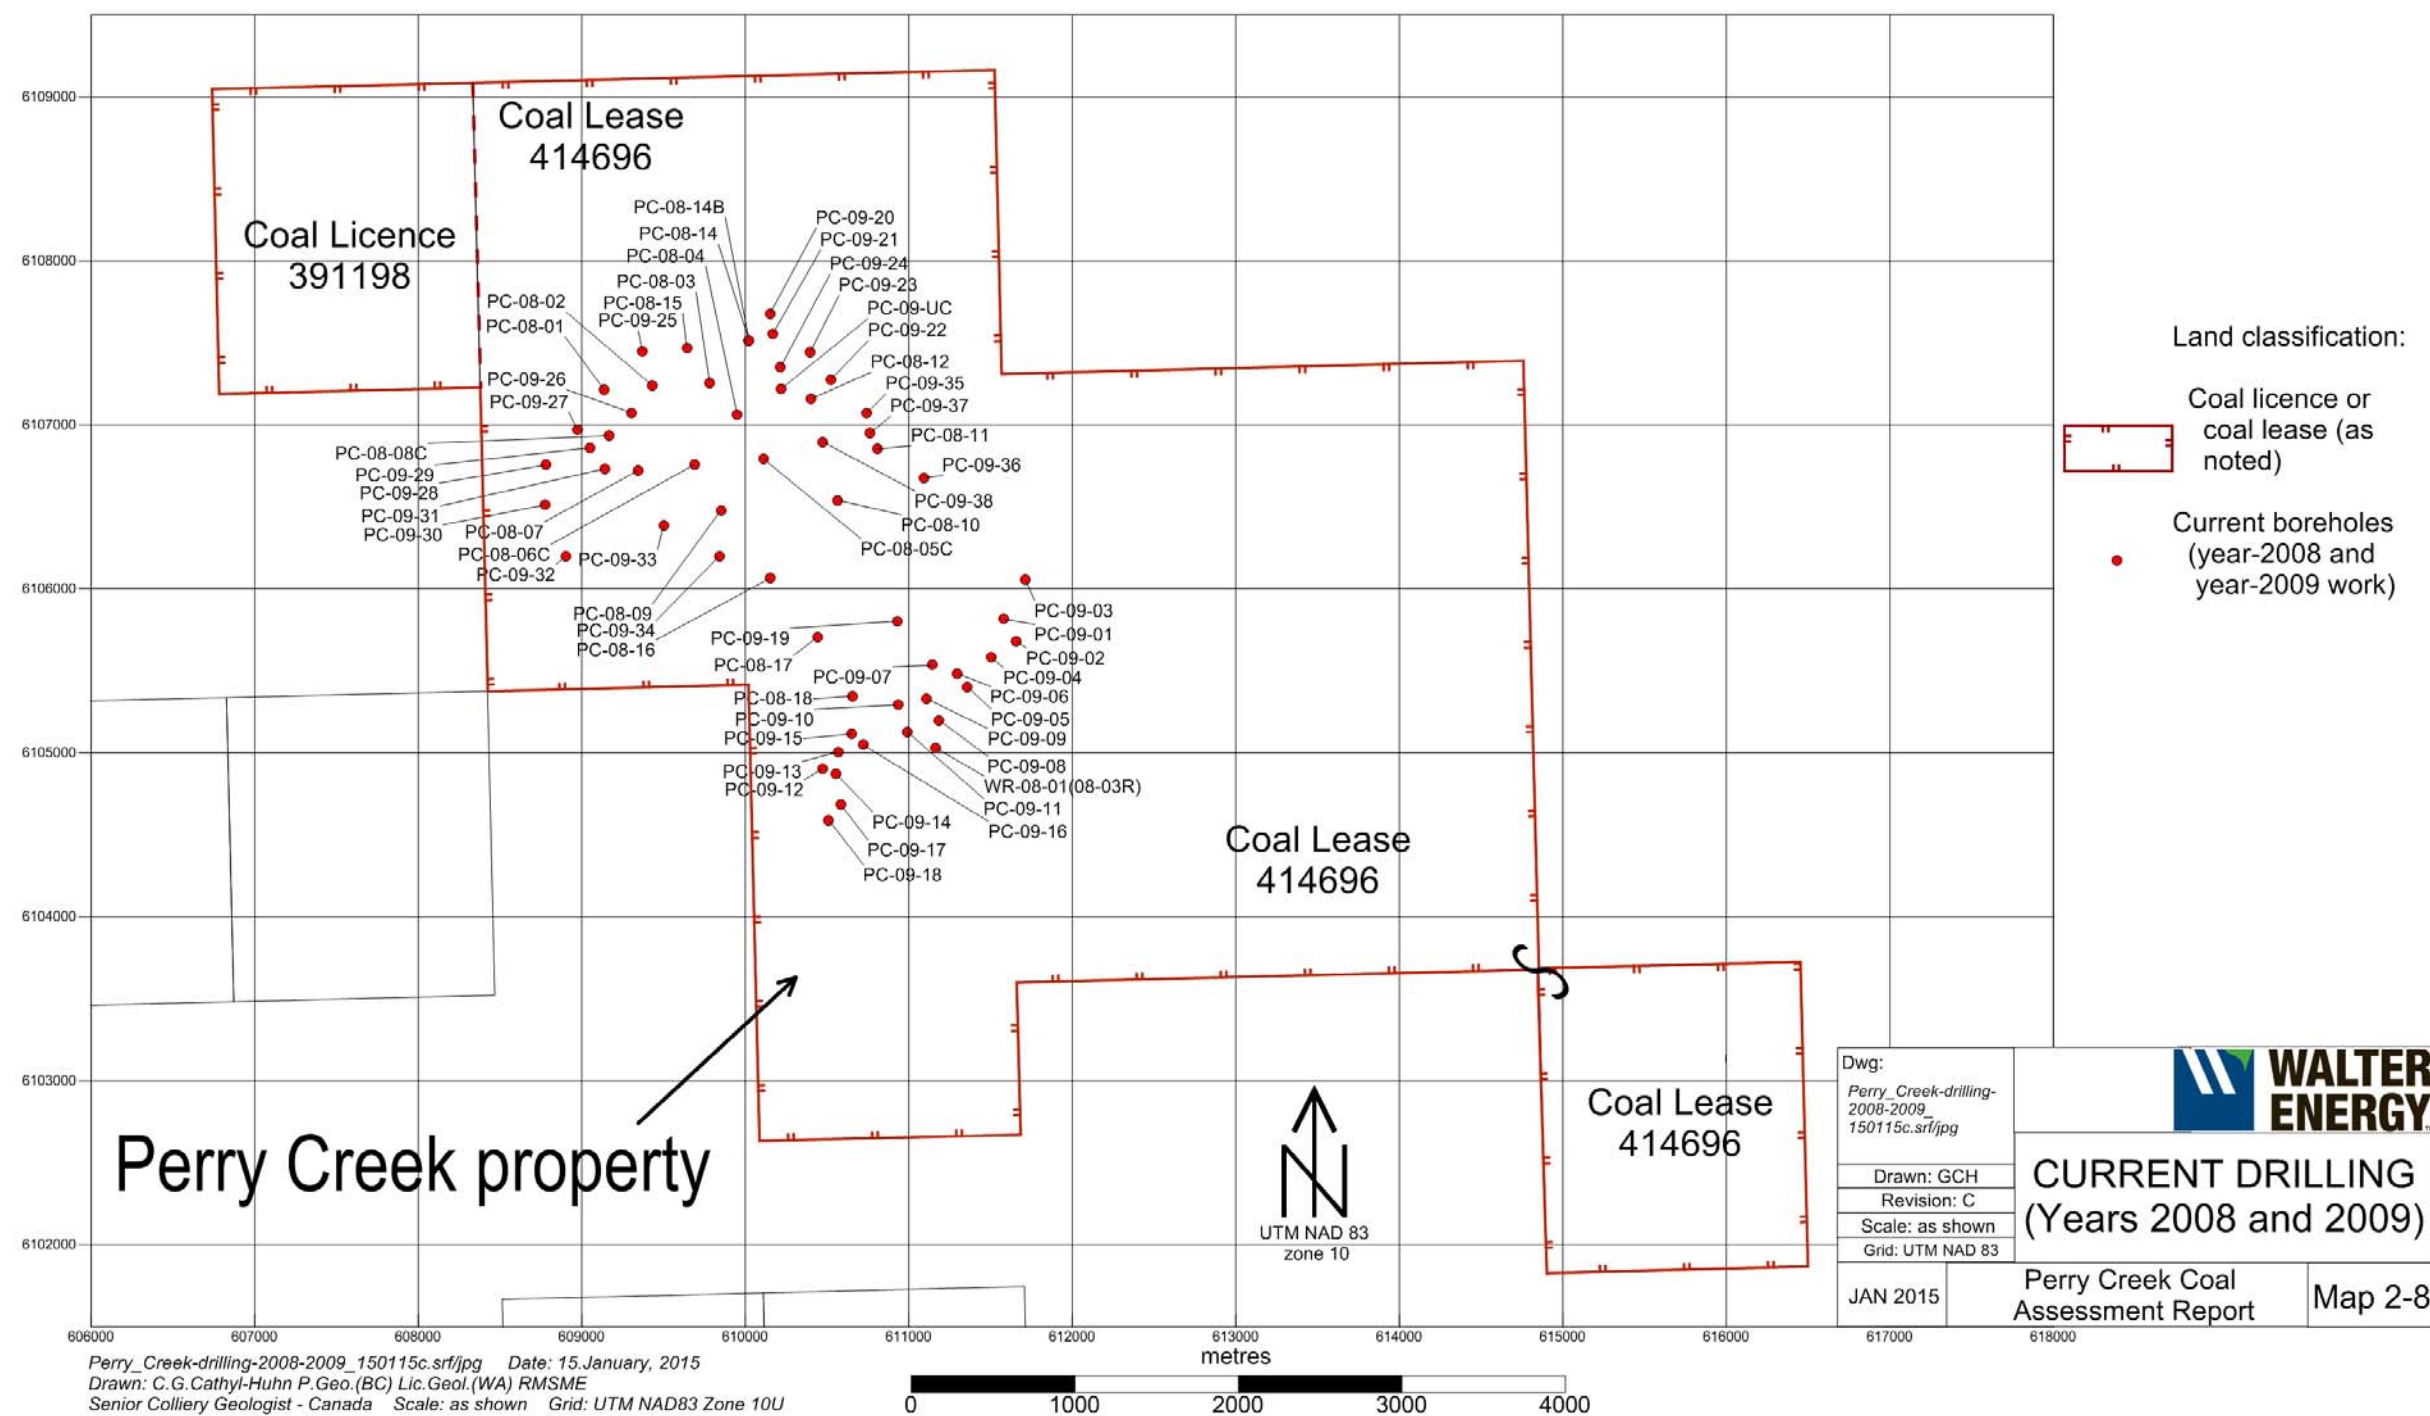 6109000
6108000
6107000
6106000
6105000
6104000
6103000
6102000
606000
607000
608000
609000
610000
611000
612000
613000
614000
615000
616000
617000
618000
metres
Coal Lease
414696
Coal Licence
391198
PC-08-14B
PC-08-14
PC-08-04
PC-08-03
PC-08-15
PC-09-25
PC-08-02
PC-08-01
PC-09-26
PC-09-27
PC-08-08C
PC-09-29
PC-09-28
PC-09-31
PC-09-30
PC-08-07
PC-08-06C
PC-09-32
PC-09-33
PC-09-20
PC-09-21
PC-09-24
PC-09-23
PC-09-UC
PC-09-22
PC-08-12
PC-09-35
PC-09-37
PC-08-11
PC-09-36
PC-09-38
PC-08-10
PC-08-05C
PC-08-09
PC-09-34
PC-08-16
PC-09-19
PC-08-17
PC-09-07
PC-08-18
PC-09-10
PC-09-15
PC-09-13
PC-09-12
PC-09-03
PC-09-01
PC-09-02
PC-09-04
PC-09-06
PC-09-05
PC-09-09
PC-09-08
WR-08-01(08-03R)
PC-09-11
PC-09-16
PC-09-14
PC-09-17
PC-09-18
Coal Lease
414696
Coal Lease
414696
Perry Creek property
N
UTM NAD 83
zone 10
Land classification:
Coal licence or
coal lease (as
noted)
Current boreholes
(year-2008 and
year-2009 work)
Dwg:
Perry_Creek-drilling-
2008-2009_
150115c.srf/jpg
Drawn: GCH
Revision: C
Scale: as shown
Grid: UTM NAD 83
JAN 2015
WALTER
ENERGY
CURRENT DRILLING
(Years 2008 and 2009)
Perry Creek Coal
Assessment Report
Map 2-8
Perry_Creek-drilling-2008-2009_150115c.srf/jpg Date: 15.January, 2015
Drawn: C.G.Cathyl-Huhn P.Geo.(BC) Lic.Geol.(WA) RMSME
Senior Colliery Geologist - Canada Scale: as shown Grid: UTM NAD83 Zone 10U
0 1000 2000 3000 4000